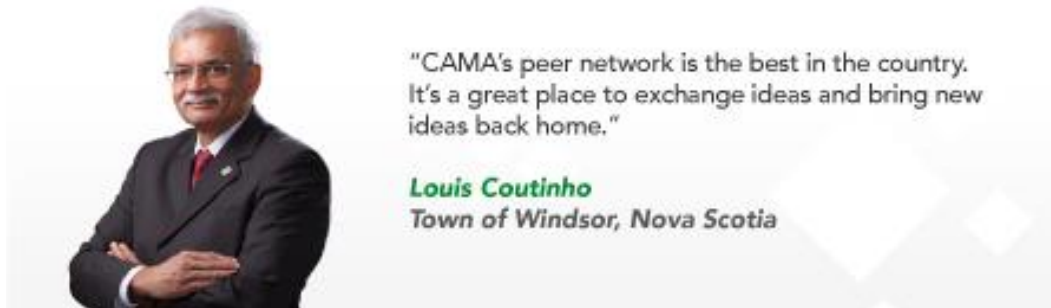 “CAMA’s peer network is the best in the country.
It’s a great place to exchange ideas and bring new
ideas back home.”
Louis Coutinho
Town of Windsor, Nova Scotia